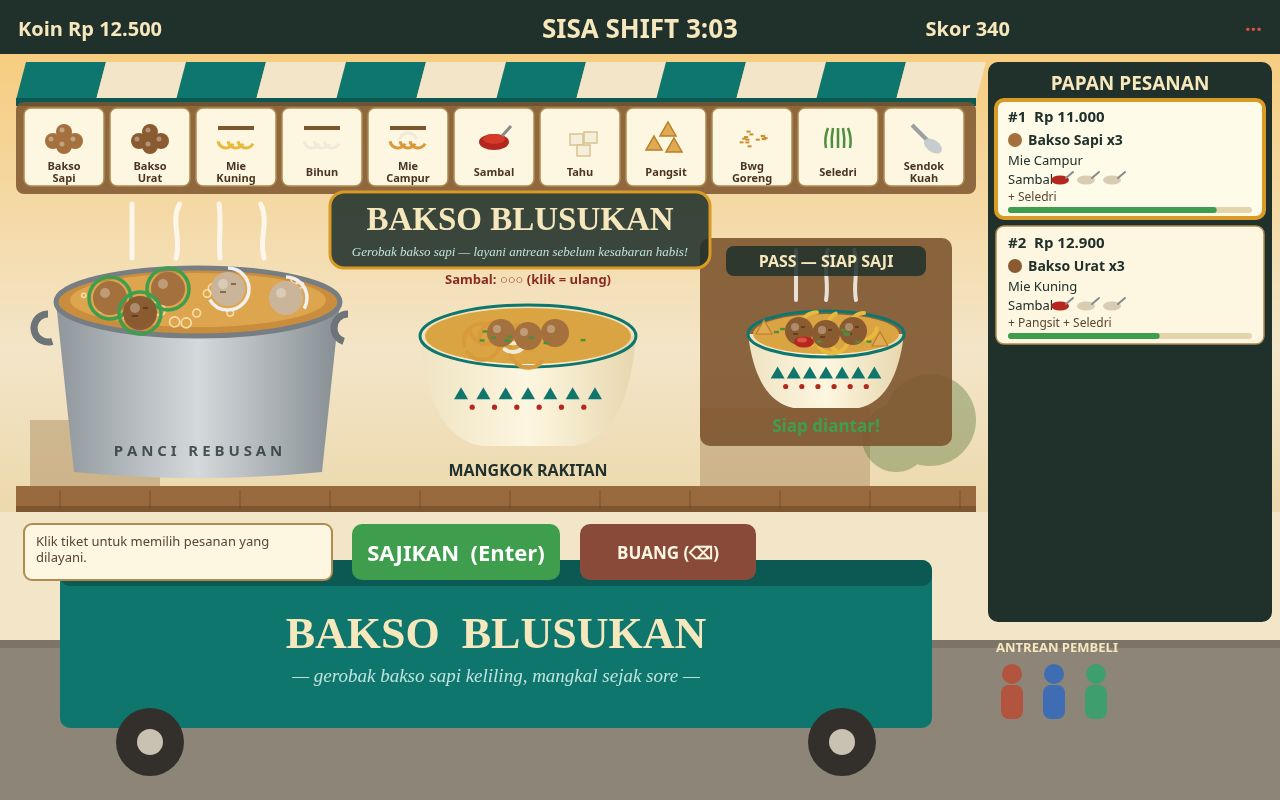 Koin Rp 12.500
SISA SHIFT 3:03
Skor 340
...
Bakso
Sapi
Bakso
Urat
Mie
Kuning
Bihun
Mie
Campur
Sambal
Tahu
Pangsit
Bwg
Goreng
Seledri
Sendok
Kuah
BAKSO BLUSUKAN
Gerobak bakso sapi — layani antrean sebelum kesabaran habis!
Sambal: ○○○ (klik = ulang)
PASS — SIAP SAJI
Siap diantar!
PANCI REBUSAN
MANGKOK RAKITAN
PAPAN PESANAN
#1 Rp 11.000
Bakso Sapi x3
Mie Campur
Sambal
+ Seledri
#2 Rp 12.900
Bakso Urat x3
Mie Kuning
Sambal
+ Pangsit + Seledri
Klik tiket untuk memilih pesanan yang
dilayani.
SAJIKAN (Enter)
BUANG (⌫)
BAKSO BLUSUKAN
— gerobak bakso sapi keliling, mangkal sejak sore —
ANTREAN PEMBELI